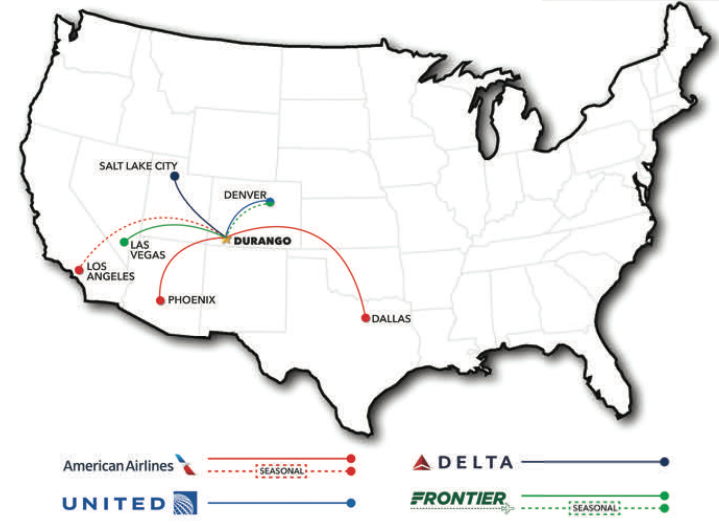 SALT LAKE CITY
DENVER
DURANGO
LAS
VEGAS
LOS
ANGELES
PHOENIX
DALLAS
American Airlines
SEASONAL
DELTA
UNITED
FRONTIER
SEASONAL